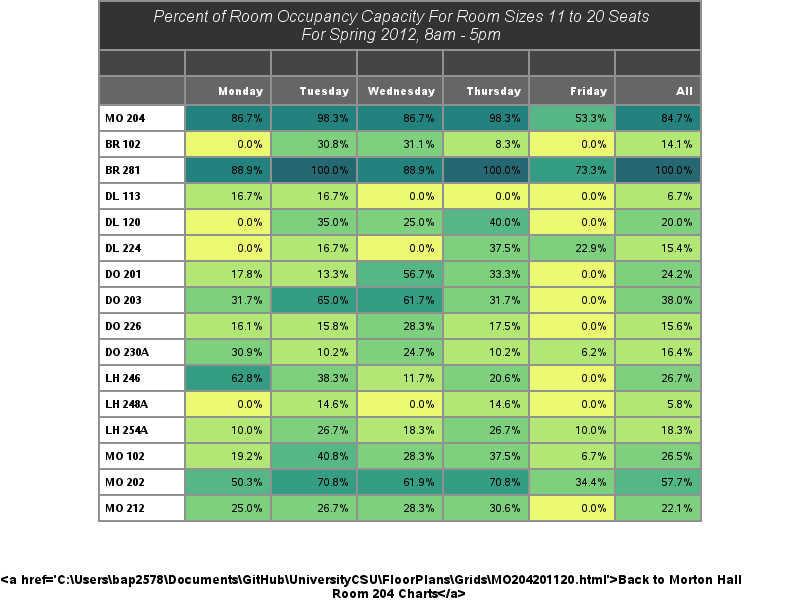 Percent of Room Occupancy Capacity For Room Sizes 11 to 20 Seats
For Spring 2012, 8am - 5pm
Monday Tuesday Wednesday Thursday Friday All
MO 204 86.7% 98.3% 86.7% 98.3% 53.3% 84.7%
BR 102 0.0% 30.8% 31.1% 8.3% 0.0% 14.1%
BR 281 88.9% 100.0% 88.9% 100.0% 73.3% 100.0%
DL 113 16.7% 16.7% 0.0% 0.0% 0.0% 6.7%
DL 120 0.0% 35.0% 25.0% 40.0% 0.0% 20.0%
DL 224 0.0% 16.7% 0.0% 37.5% 22.9% 15.4%
DO 201 17.8% 13.3% 56.7% 33.3% 0.0% 24.2%
DO 203 31.7% 65.0% 61.7% 31.7% 0.0% 38.0%
DO 226 16.1% 15.8% 28.3% 17.5% 0.0% 15.6%
DO 230A 30.9% 10.2% 24.7% 10.2% 6.2% 16.4%
LH 246 62.8% 38.3% 11.7% 20.6% 0.0% 26.7%
LH 248A 0.0% 14.6% 0.0% 14.6% 0.0% 5.8%
LH 254A 10.0% 26.7% 18.3% 26.7% 10.0% 18.3%
MO 102 19.2% 40.8% 28.3% 37.5% 6.7% 26.5%
MO 202 50.3% 70.8% 61.9% 70.8% 34.4% 57.7%
MO 212 25.0% 26.7% 28.3% 30.6% 0.0% 22.1%
<a href='C:\Users\bap2578\Documents\GitHub\UniversityCSU\FloorPlans\Grids\MO204201120.html'>Back to Morton Hall
Room 204 Charts</a>